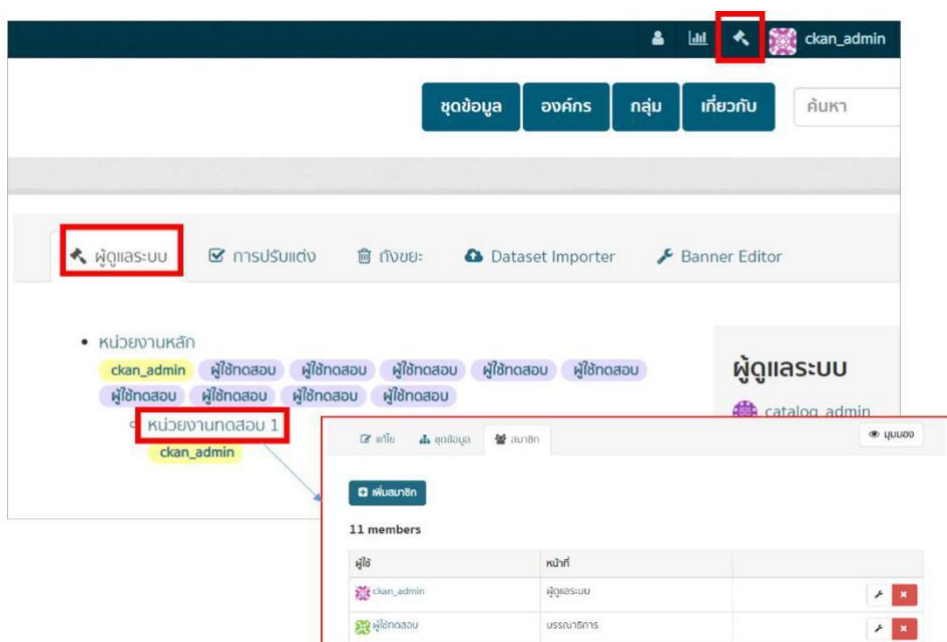 ckan_admin
ชุดข้อมูล องค์กร กลุ่ม เกี่ยวกับ ค้นหา
ผู้ดูแลระบบ การปรับแต่ง ถังขยะ Dataset Importer Banner Editor
หน่วยงานหลัก
ckan_admin ผู้ใช้ทดสอบ ผู้ใช้ทดสอบ ผู้ใช้ทดสอบ ผู้ใช้ทดสอบ ผู้ใช้ทดสอบ
ผู้ใช้ทดสอบ ผู้ใช้ทดสอบ ผู้ใช้ทดสอบ ผู้ใช้ทดสอบ
หน่วยงานทดสอบ 1
ckan_admin
ผู้ดูแลระบบ
catalog_admin
แก้ไข ชุดข้อมูล สมาชิก มุมมอง
เพิ่มสมาชิก
11 members
ผู้ใช้ หน้าที่
ckan_admin ผู้ดูแลระบบ
ผู้ใช้ทดสอบ บรรณาธิการ